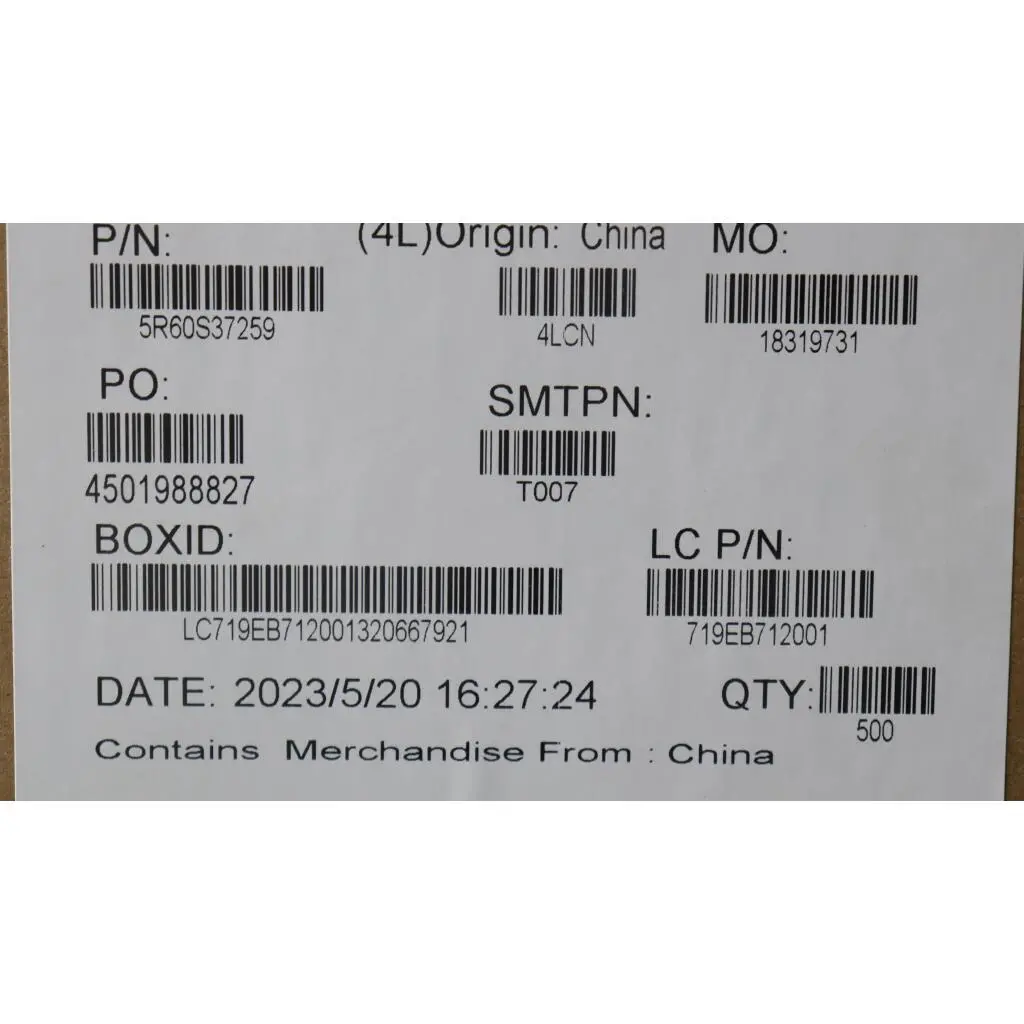 P/N: (4L)Origin: China MO:
5R60S37259 4LCN 18319731
PO: SMTPN:
4501988827 T007
BOXID: LC P/N:
LC719EB712001320667921 719EB712001
DATE: 2023/5/20 16:27:24 QTY:
500
Contains Merchandise From : China